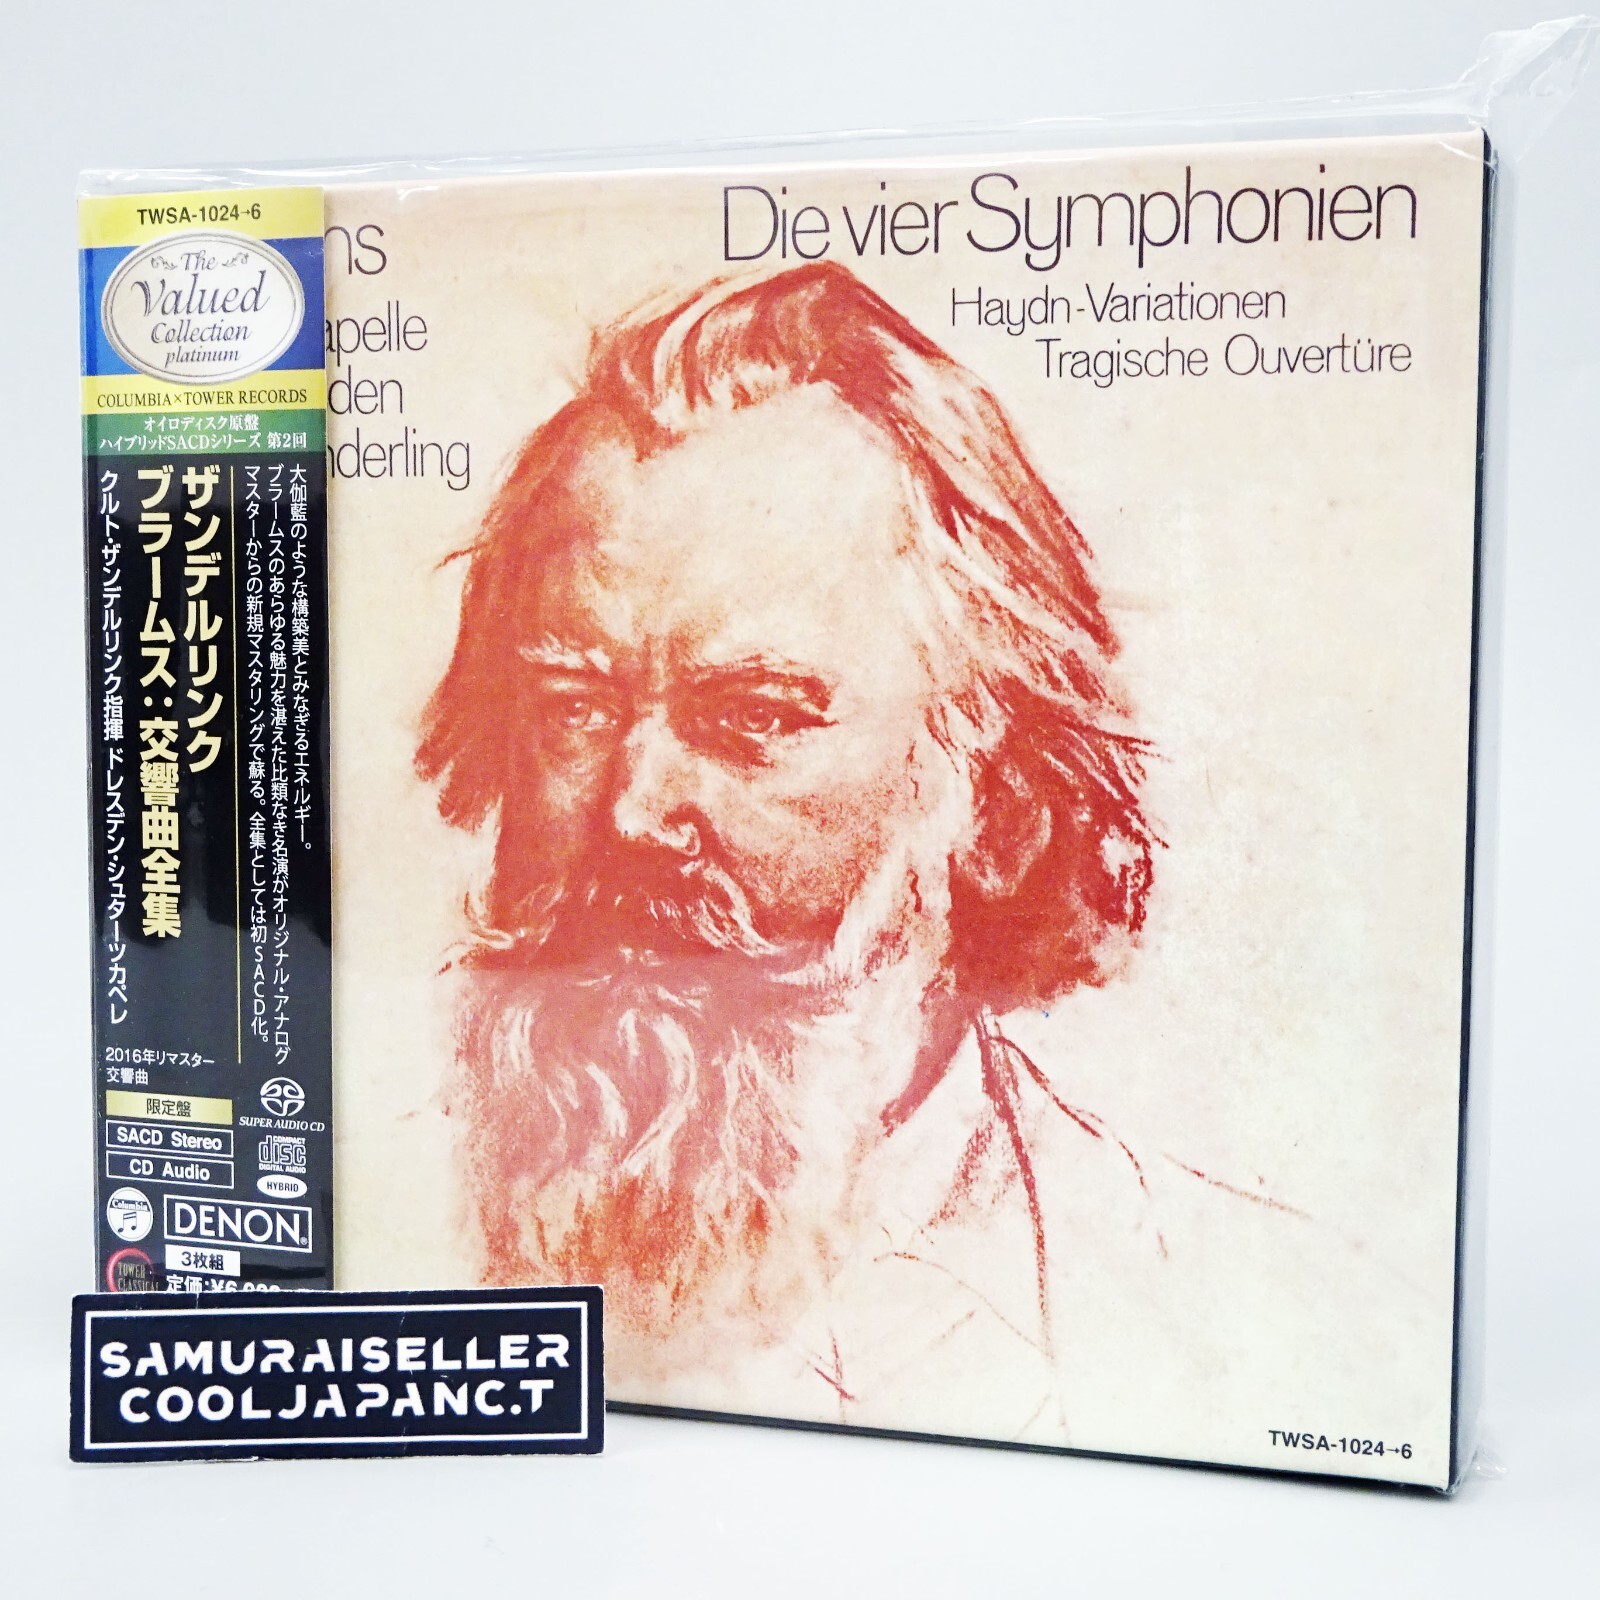 TWSA-1024→6
The
Valued
Collection
platinum
COLUMBIA×TOWER RECORDS
オイロディスク原盤
ハイブリッドSACDシリーズ 第2回
大伽藍のような構築美とみなぎるエネルギー。
ブラームスのあらゆる魅力を湛えた比類なき名演がオリジナル・アナログ
マスターからの新規マスタリングで蘇る。全集としては初SACD化。
ザンデルリンク
ブラームス:交響曲全集
クルト・ザンデルリンク指揮 ドレスデン・シュターツカペレ
2016年リマスター
交響曲
限定盤
SACD Stereo
CD Audio
SUPER AUDIO CD
COMPACT
disc
DIGITAL AUDIO
HYBRID
Columbia
DENON®
3枚組
TOWER
CLASSICAL
定価:¥6,
ns
apelle
den
nderling
Die vier Symphonien
Haydn-Variationen
Tragische Ouvertüre
TWSA-1024→6
SAMURAISELLER
COOLJAPANC.T